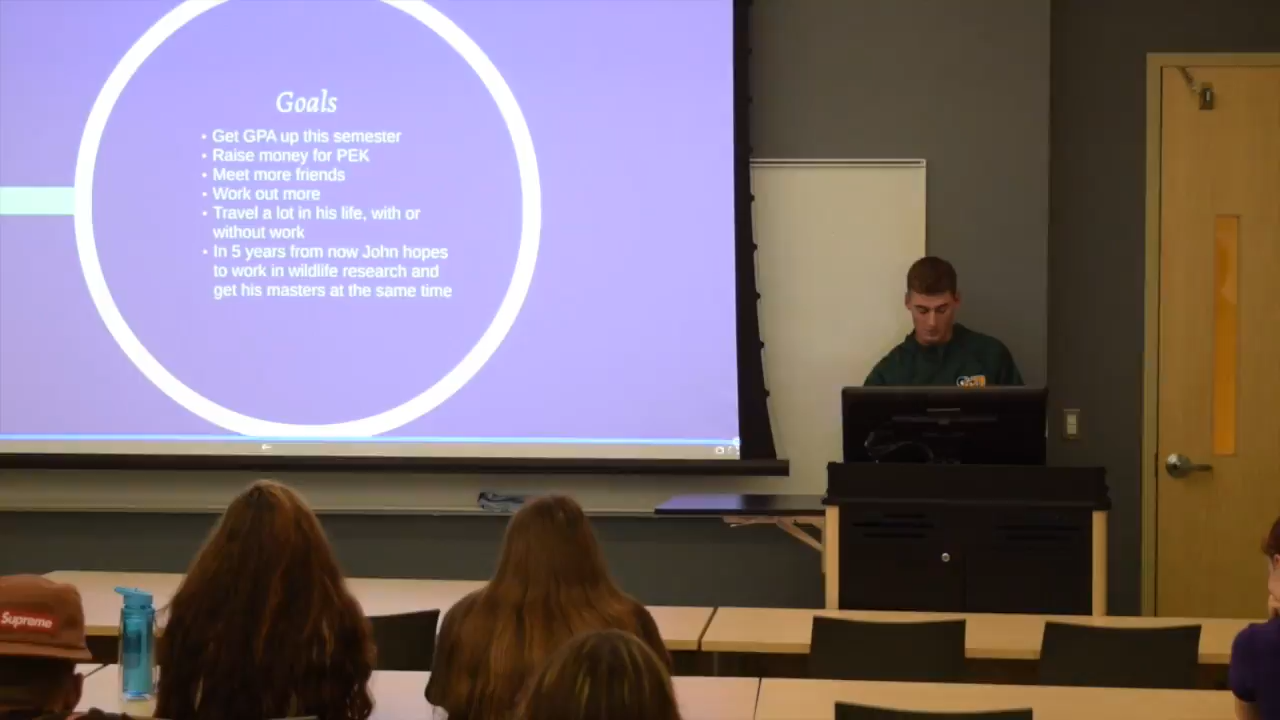 Goals
• Get GPA up this semester
• Raise money for PEK
• Meet more friends
• Work out more
• Travel a lot in his life, with or
without work
• In 5 years from now John hopes
to work in wildlife research and
get his masters at the same time
Supreme